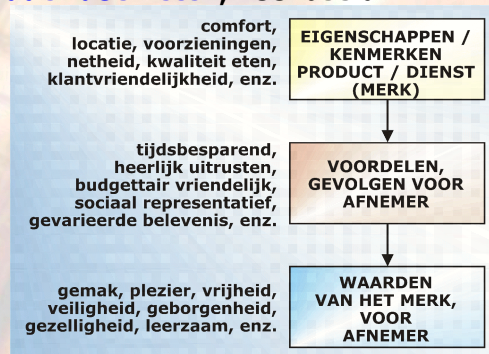 comfort,
locatie, voorzieningen,
netheid, kwaliteit eten,
klantvriendelijkheid, enz.
EIGENSCHAPPEN /
KENMERKEN
PRODUCT / DIENST
(MERK)
tijdsbesparend,
heerlijk uitrusten,
budgettair vriendelijk,
sociaal representatief,
gevarieerde belevenis, enz.
VOORDELEN,
GEVOLGEN VOOR
AFNEMER
gemak, plezier, vrijheid,
veiligheid, geborgenheid,
gezelligheid, leerzaam, enz.
WAARDEN
VAN HET MERK,
VOOR
AFNEMER